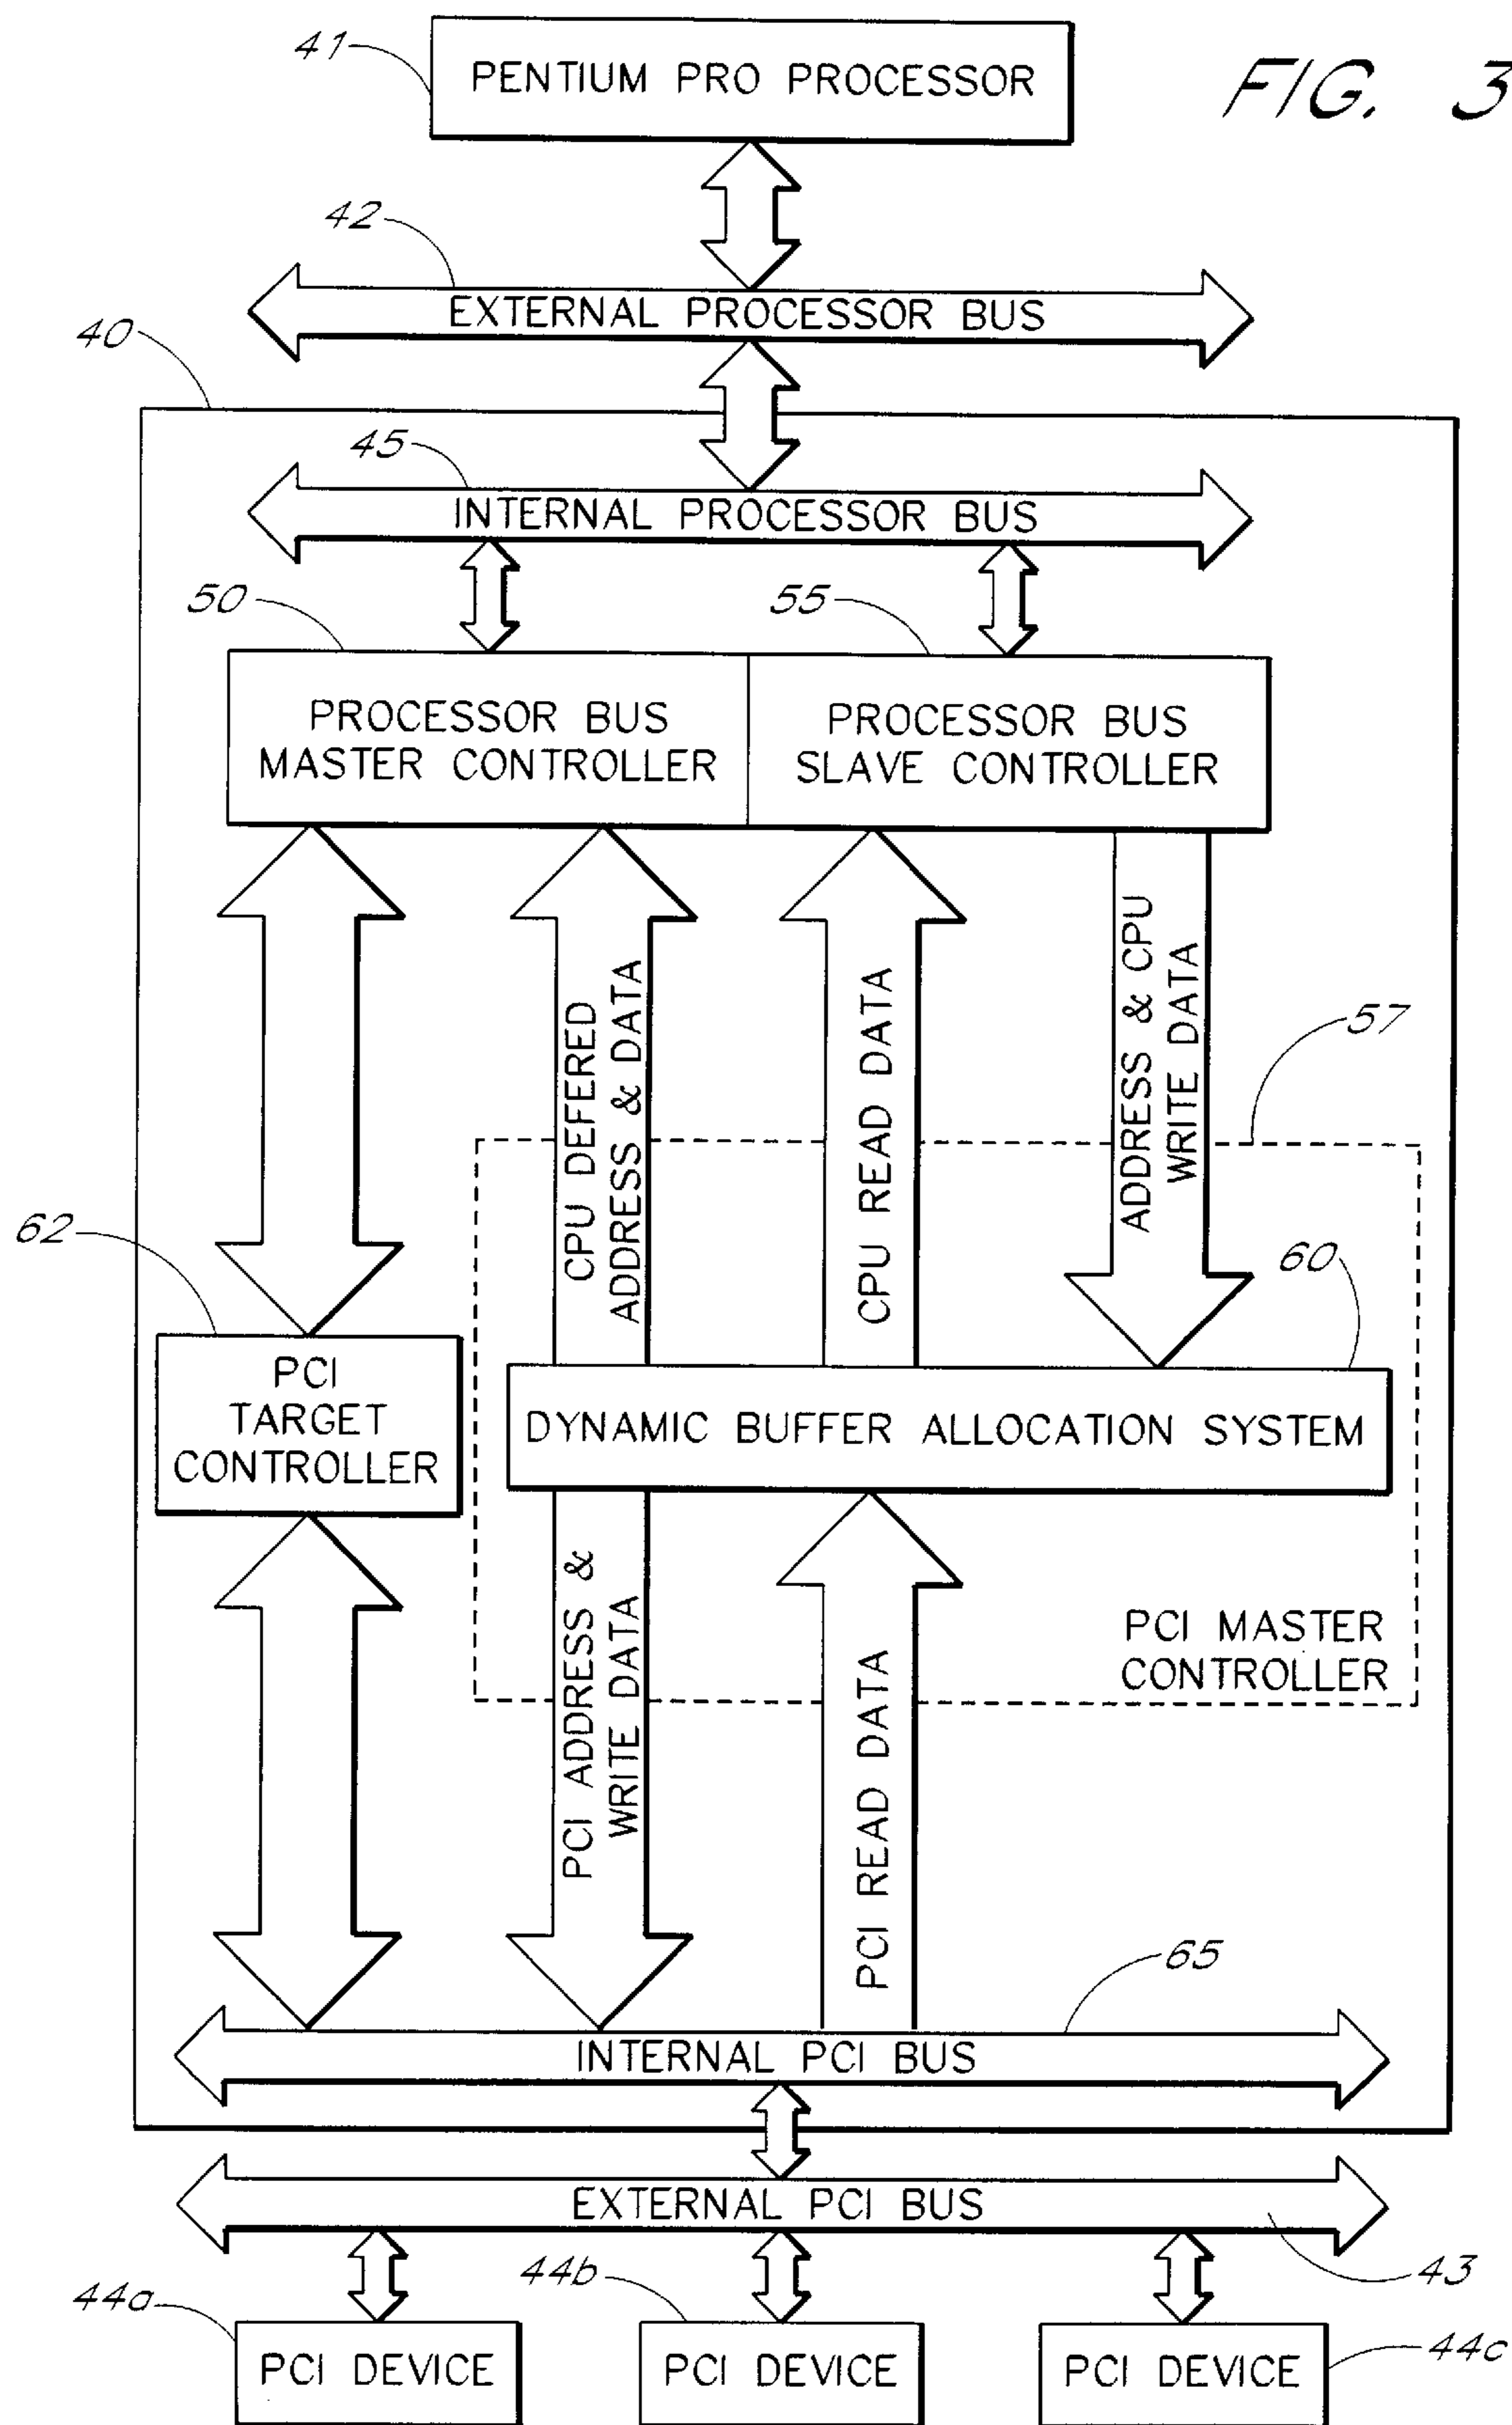 FIG. 3
41
PENTIUM PRO PROCESSOR
42
EXTERNAL PROCESSOR BUS
40
45
INTERNAL PROCESSOR BUS
50
55
PROCESSOR BUS
MASTER CONTROLLER
PROCESSOR BUS
SLAVE CONTROLLER
CPU DEFERRED
ADDRESS & DATA
CPU READ DATA
ADDRESS & CPU
WRITE DATA
57
62
60
PCI
TARGET
CONTROLLER
DYNAMIC BUFFER ALLOCATION SYSTEM
PCI ADDRESS &
WRITE DATA
PCI READ DATA
PCI MASTER
CONTROLLER
65
INTERNAL PCI BUS
EXTERNAL PCI BUS
43
44a
44b
44c
PCI DEVICE
PCI DEVICE
PCI DEVICE